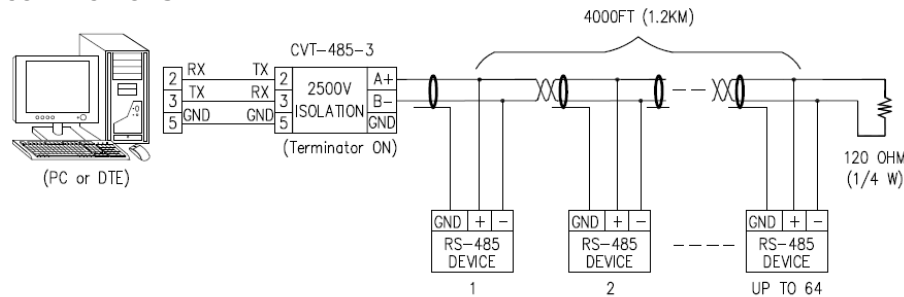 4000FT (1.2KM)
CVT-485-3
2 RX TX 2 2500V A+
3 TX RX 3 ISOLATION B-
5 GND GND 5 GND
(Terminator ON)
(PC or DTE)
120 OHM
(1/4 W)
GND + -
RS-485
DEVICE
1
GND + -
RS-485
DEVICE
2
GND + -
RS-485
DEVICE
UP TO 64